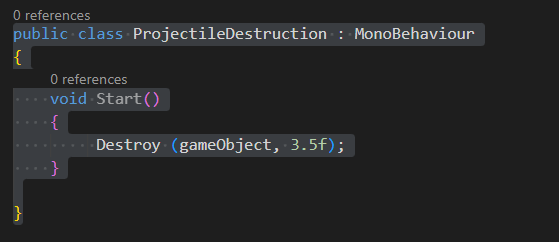 0 references
public class ProjectileDestruction : MonoBehaviour
{
0 references
void Start()
{
Destroy (gameObject, 3.5f);
}
}